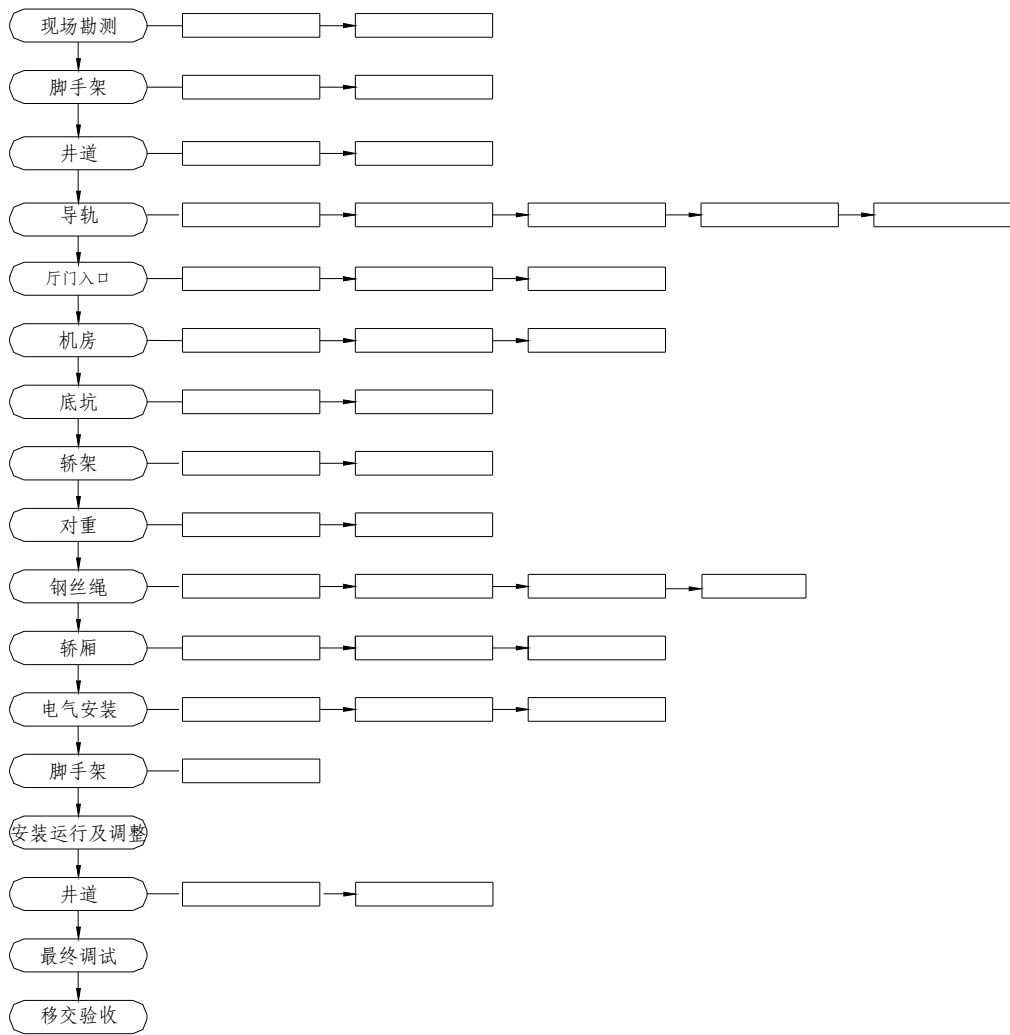 现场勘测
脚手架
井道
导轨
厅门入口
机房
底坑
轿架
对重
钢丝绳
轿厢
电气安装
脚手架
安装运行及调整
井道
最终调试
移交验收